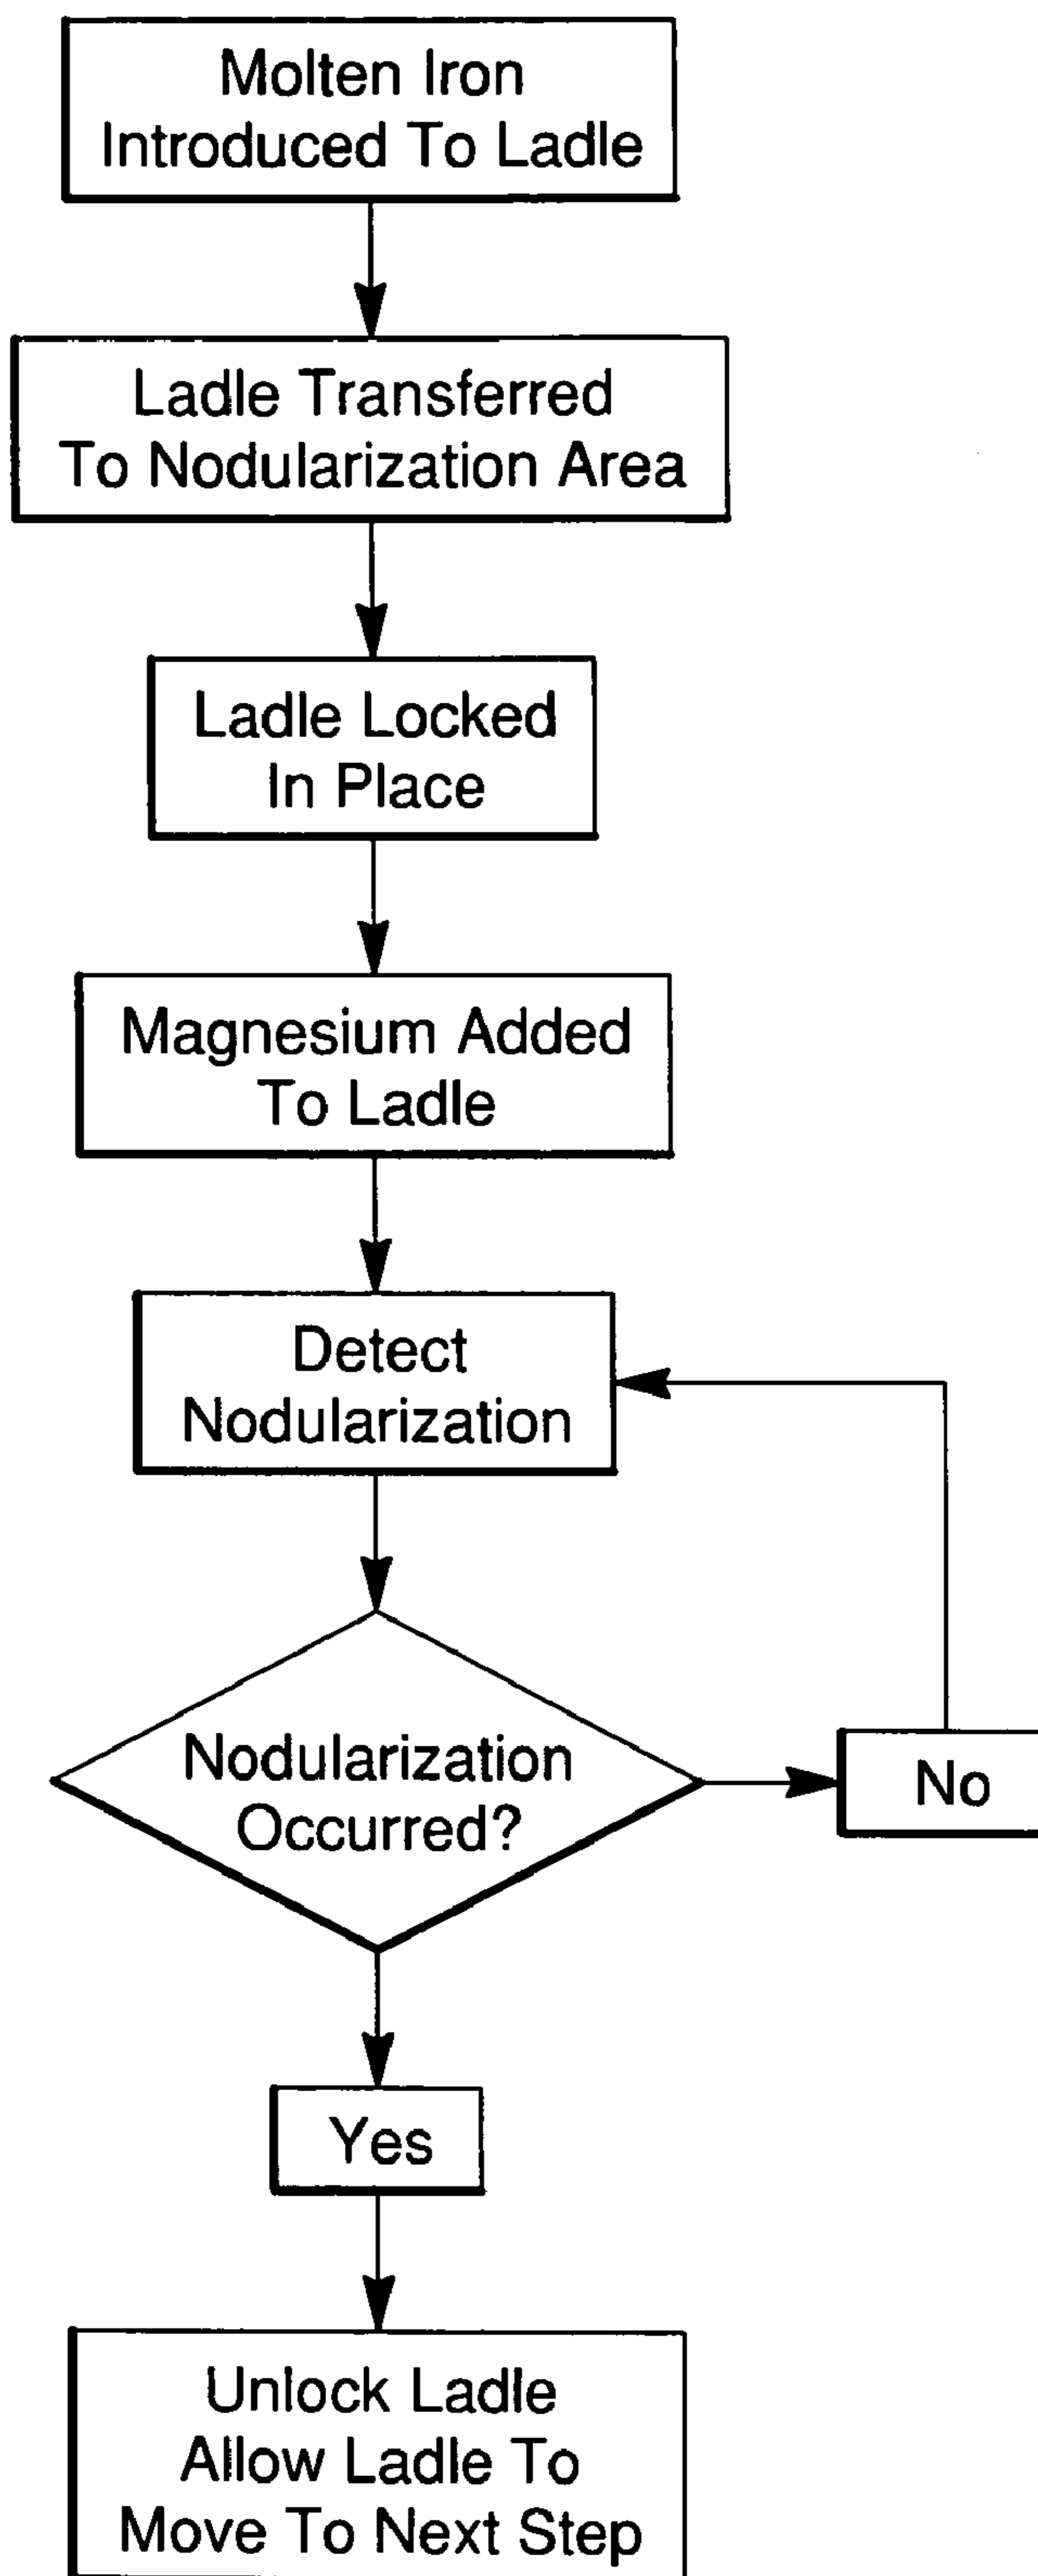 Molten Iron
Introduced To Ladle
Ladle Transferred
To Nodularization Area
Ladle Locked
In Place
Magnesium Added
To Ladle
Detect
Nodularization
Nodularization
Occurred?
No
Yes
Unlock Ladle
Allow Ladle To
Move To Next Step